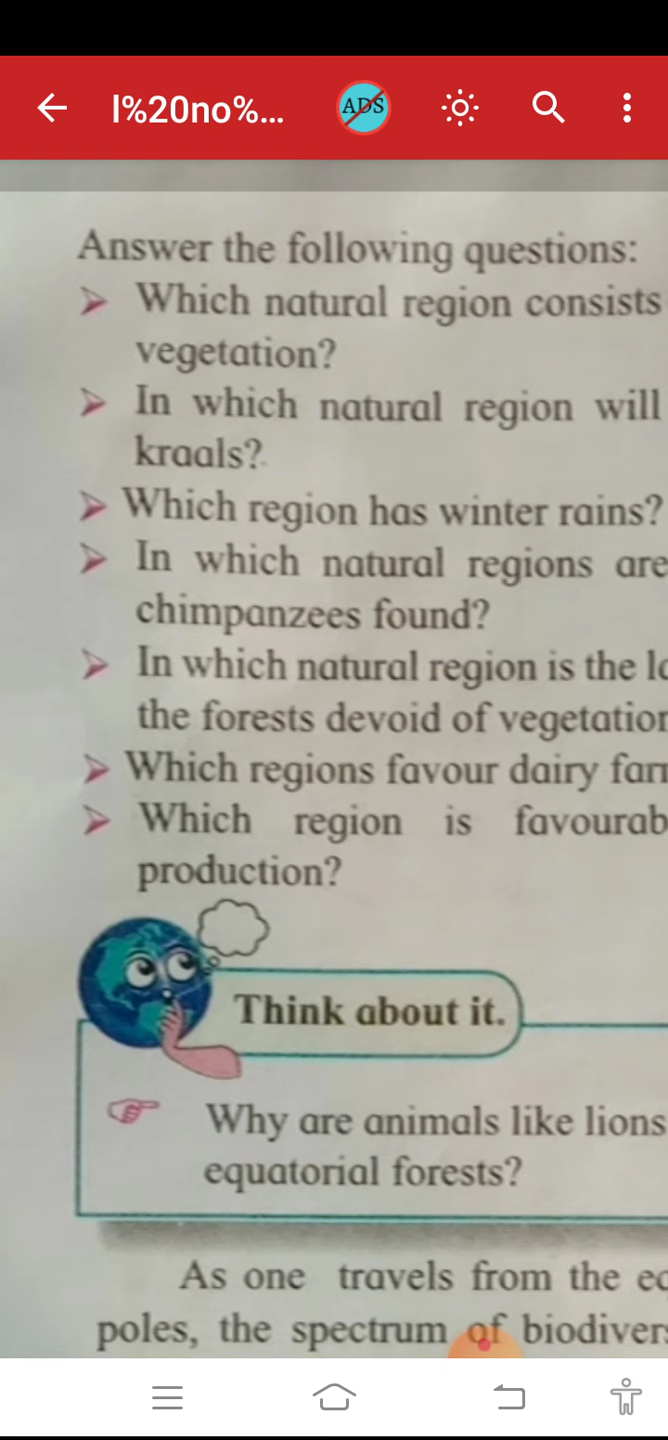 l%20no%...
ADS
Answer the following questions:
Which natural region consists
vegetation?
In which natural region will
kraals?
Which region has winter rains?
In which natural regions are
chimpanzees found?
In which natural region is the
the forests devoid of
Which regions favour dairy
Which region is
production?
Think about it.
Why are animals like lions
equatorial forests?
As one travels from the
poles, the spectrum of